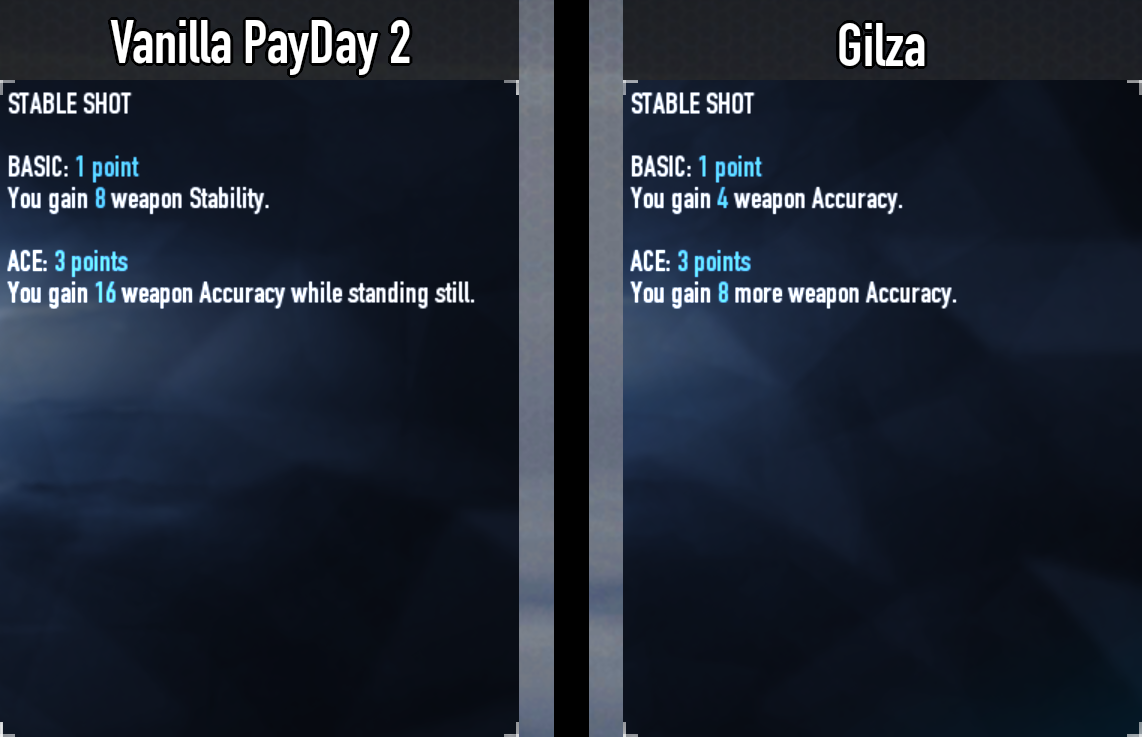 Vanilla PayDay 2
STABLE SHOT
BASIC: 1 point
You gain 8 weapon Stability.
ACE: 3 points
You gain 16 weapon Accuracy while standing still.
Gilza
STABLE SHOT
BASIC: 1 point
You gain 4 weapon Accuracy.
ACE: 3 points
You gain 8 more weapon Accuracy.